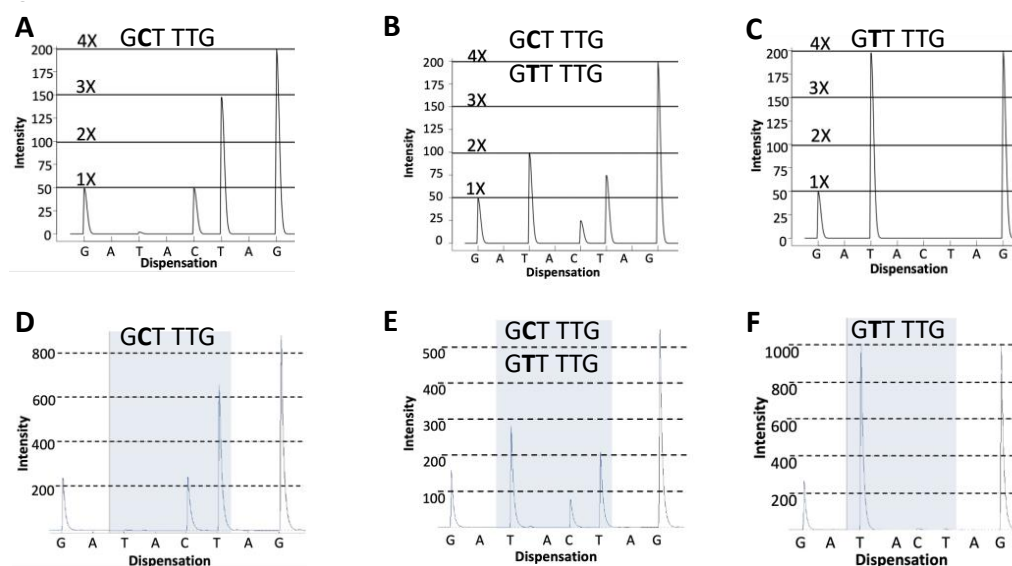 A
GCT TTG
200
4X
175
150
3X
125
100
2X
75
50
1X
25
0
Intensity
G A T A C T A G
Dispensation
B
GCT TTG
GTT TTG
200
4X
175
150
3X
125
100
2X
75
50
1X
25
0
Intensity
G A T A C T A G
Dispensation
C
GTT TTG
200
4X
175
150
3X
125
100
2X
75
50
1X
25
0
Intensity
G A T A C T A G
Dispensation
D
GCT TTG
800
600
400
200
Intensity
G A T A C T A G
Dispensation
E
GCT TTG
GTT TTG
500
400
300
200
100
Intensity
G A T A C T A G
Dispensation
F
GTT TTG
1000
800
600
400
200
Intensity
G A T A C T A G
Dispensation